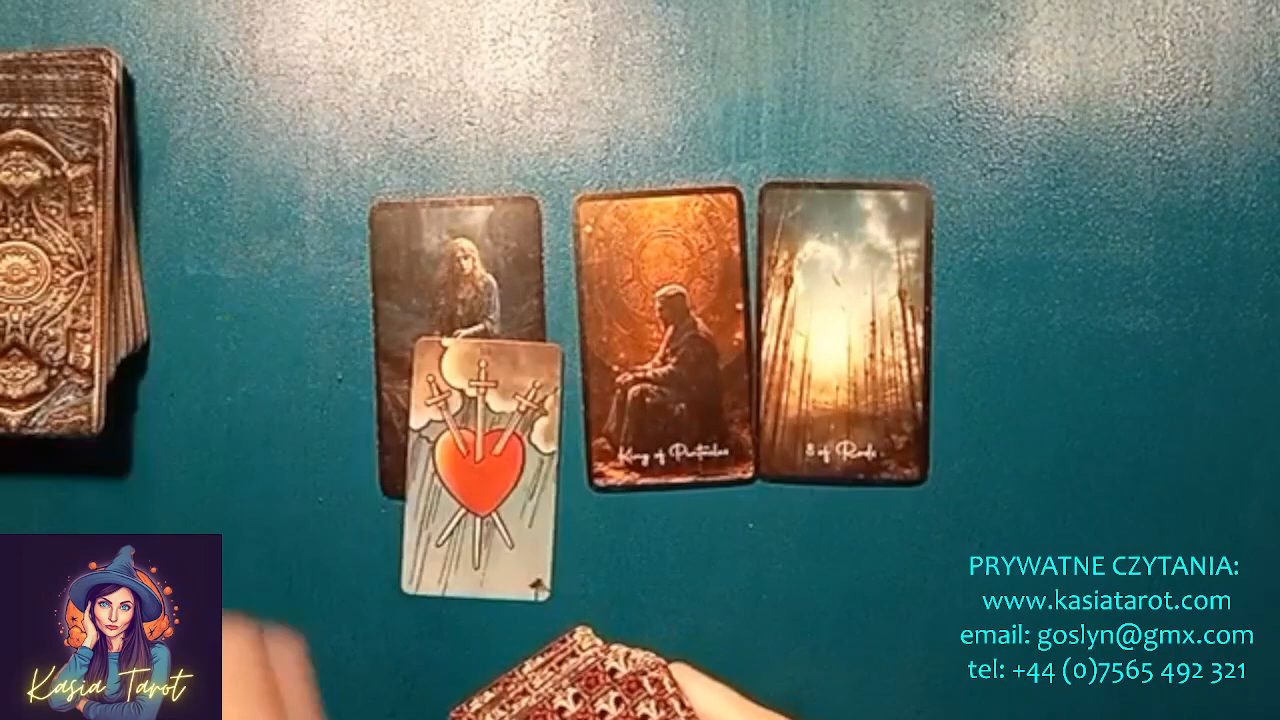 King of Pentacles
8 of Rods
PRYWATNE CZYTANIA:
www.kasiatarot.com
email: goslyn@gmx.com
tel: +44 (0)7565 492 321
Kasia Tarot